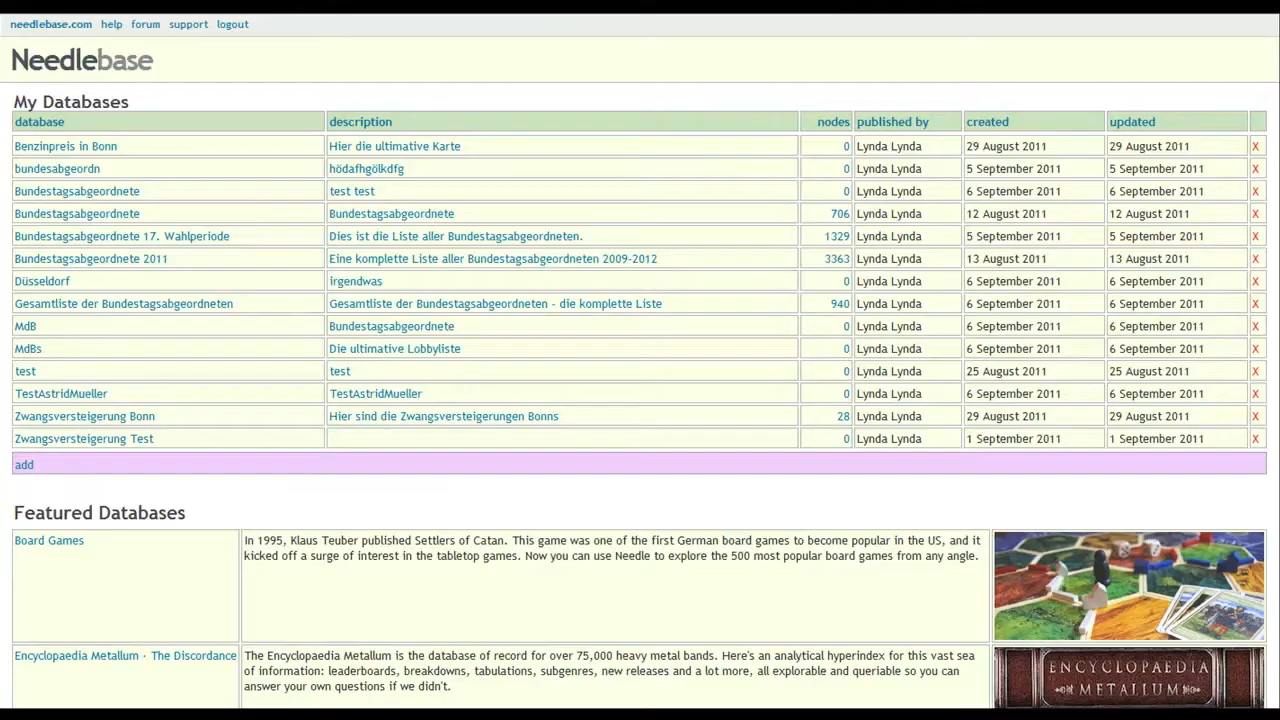 needlebase.com help forum support logout
Needlebase
My Databases
database description nodes published by created updated
Benzinpreis in Bonn Hier die ultimative Karte 0 Lynda Lynda 29 August 2011 29 August 2011 X
bundesabgeordn hödafhgölkdfg 0 Lynda Lynda 5 September 2011 5 September 2011 X
Bundestagsabgeordnete test test 0 Lynda Lynda 6 September 2011 6 September 2011 X
Bundestagsabgeordnete Bundestagsabgeordnete 706 Lynda Lynda 12 August 2011 12 August 2011 X
Bundestagsabgeordnete 17. Wahlperiode Dies ist die Liste aller Bundestagsabgeordneten. 1329 Lynda Lynda 5 September 2011 5 September 2011 X
Bundestagsabgeordnete 2011 Eine komplette Liste aller Bundestagsabgeordneten 2009-2012 3363 Lynda Lynda 13 August 2011 13 August 2011 X
Düsseldorf irgendwas 0 Lynda Lynda 6 September 2011 6 September 2011 X
Gesamtliste der Bundestagsabgeordneten Gesamtliste der Bundestagsabgeordneten - die komplette Liste 940 Lynda Lynda 6 September 2011 6 September 2011 X
MdB Bundestagsabgeordnete 0 Lynda Lynda 6 September 2011 6 September 2011 X
MdBs Die ultimative Lobbyliste 0 Lynda Lynda 6 September 2011 6 September 2011 X
test test 0 Lynda Lynda 25 August 2011 25 August 2011 X
TestAstridMueller TestAstridMueller 0 Lynda Lynda 6 September 2011 6 September 2011 X
Zwangsversteigerung Bonn Hier sind die Zwangsversteigerungen Bonns 28 Lynda Lynda 29 August 2011 29 August 2011 X
Zwangsversteigerung Test 0 Lynda Lynda 1 September 2011 1 September 2011 X
add
Featured Databases
Board Games In 1995, Klaus Teuber published Settlers of Catan. This game was one of the first German board games to become popular in the US, and it
kicked off a surge of interest in the tabletop games. Now you can use Needle to explore the 500 most popular board games from any angle.
Encyclopaedia Metallum · The Discordance The Encyclopaedia Metallum is the database of record for over 75,000 heavy metal bands. Here's an analytical hyperindex for this vast sea
of information: leaderboards, breakdowns, tabulations, subgenres, new releases and a lot more, all explorable and queriable so you can
answer your own questions if we didn't.
ENCYCLOPAEDIA
METALLUM